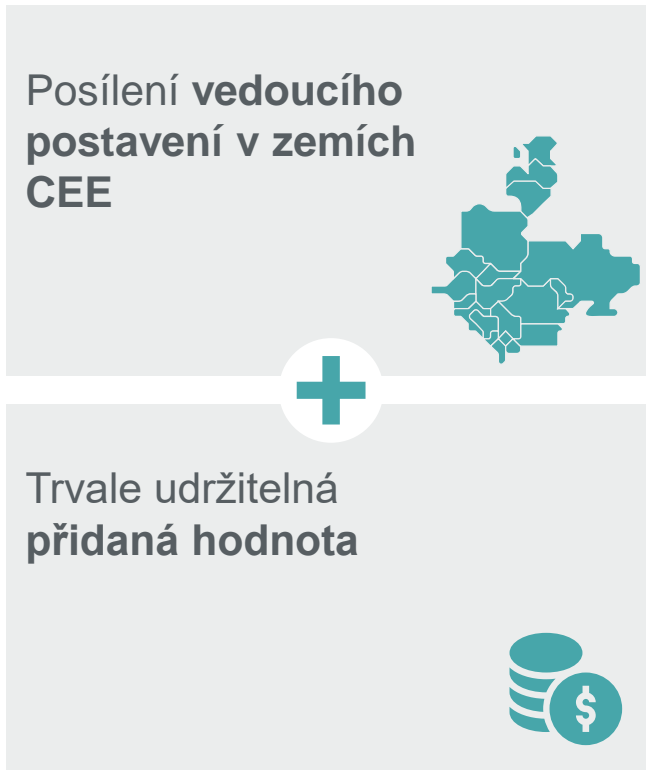 Posílení vedoucího
postavení v zemích
CEE
Trvale udržitelná
přidaná hodnota
$